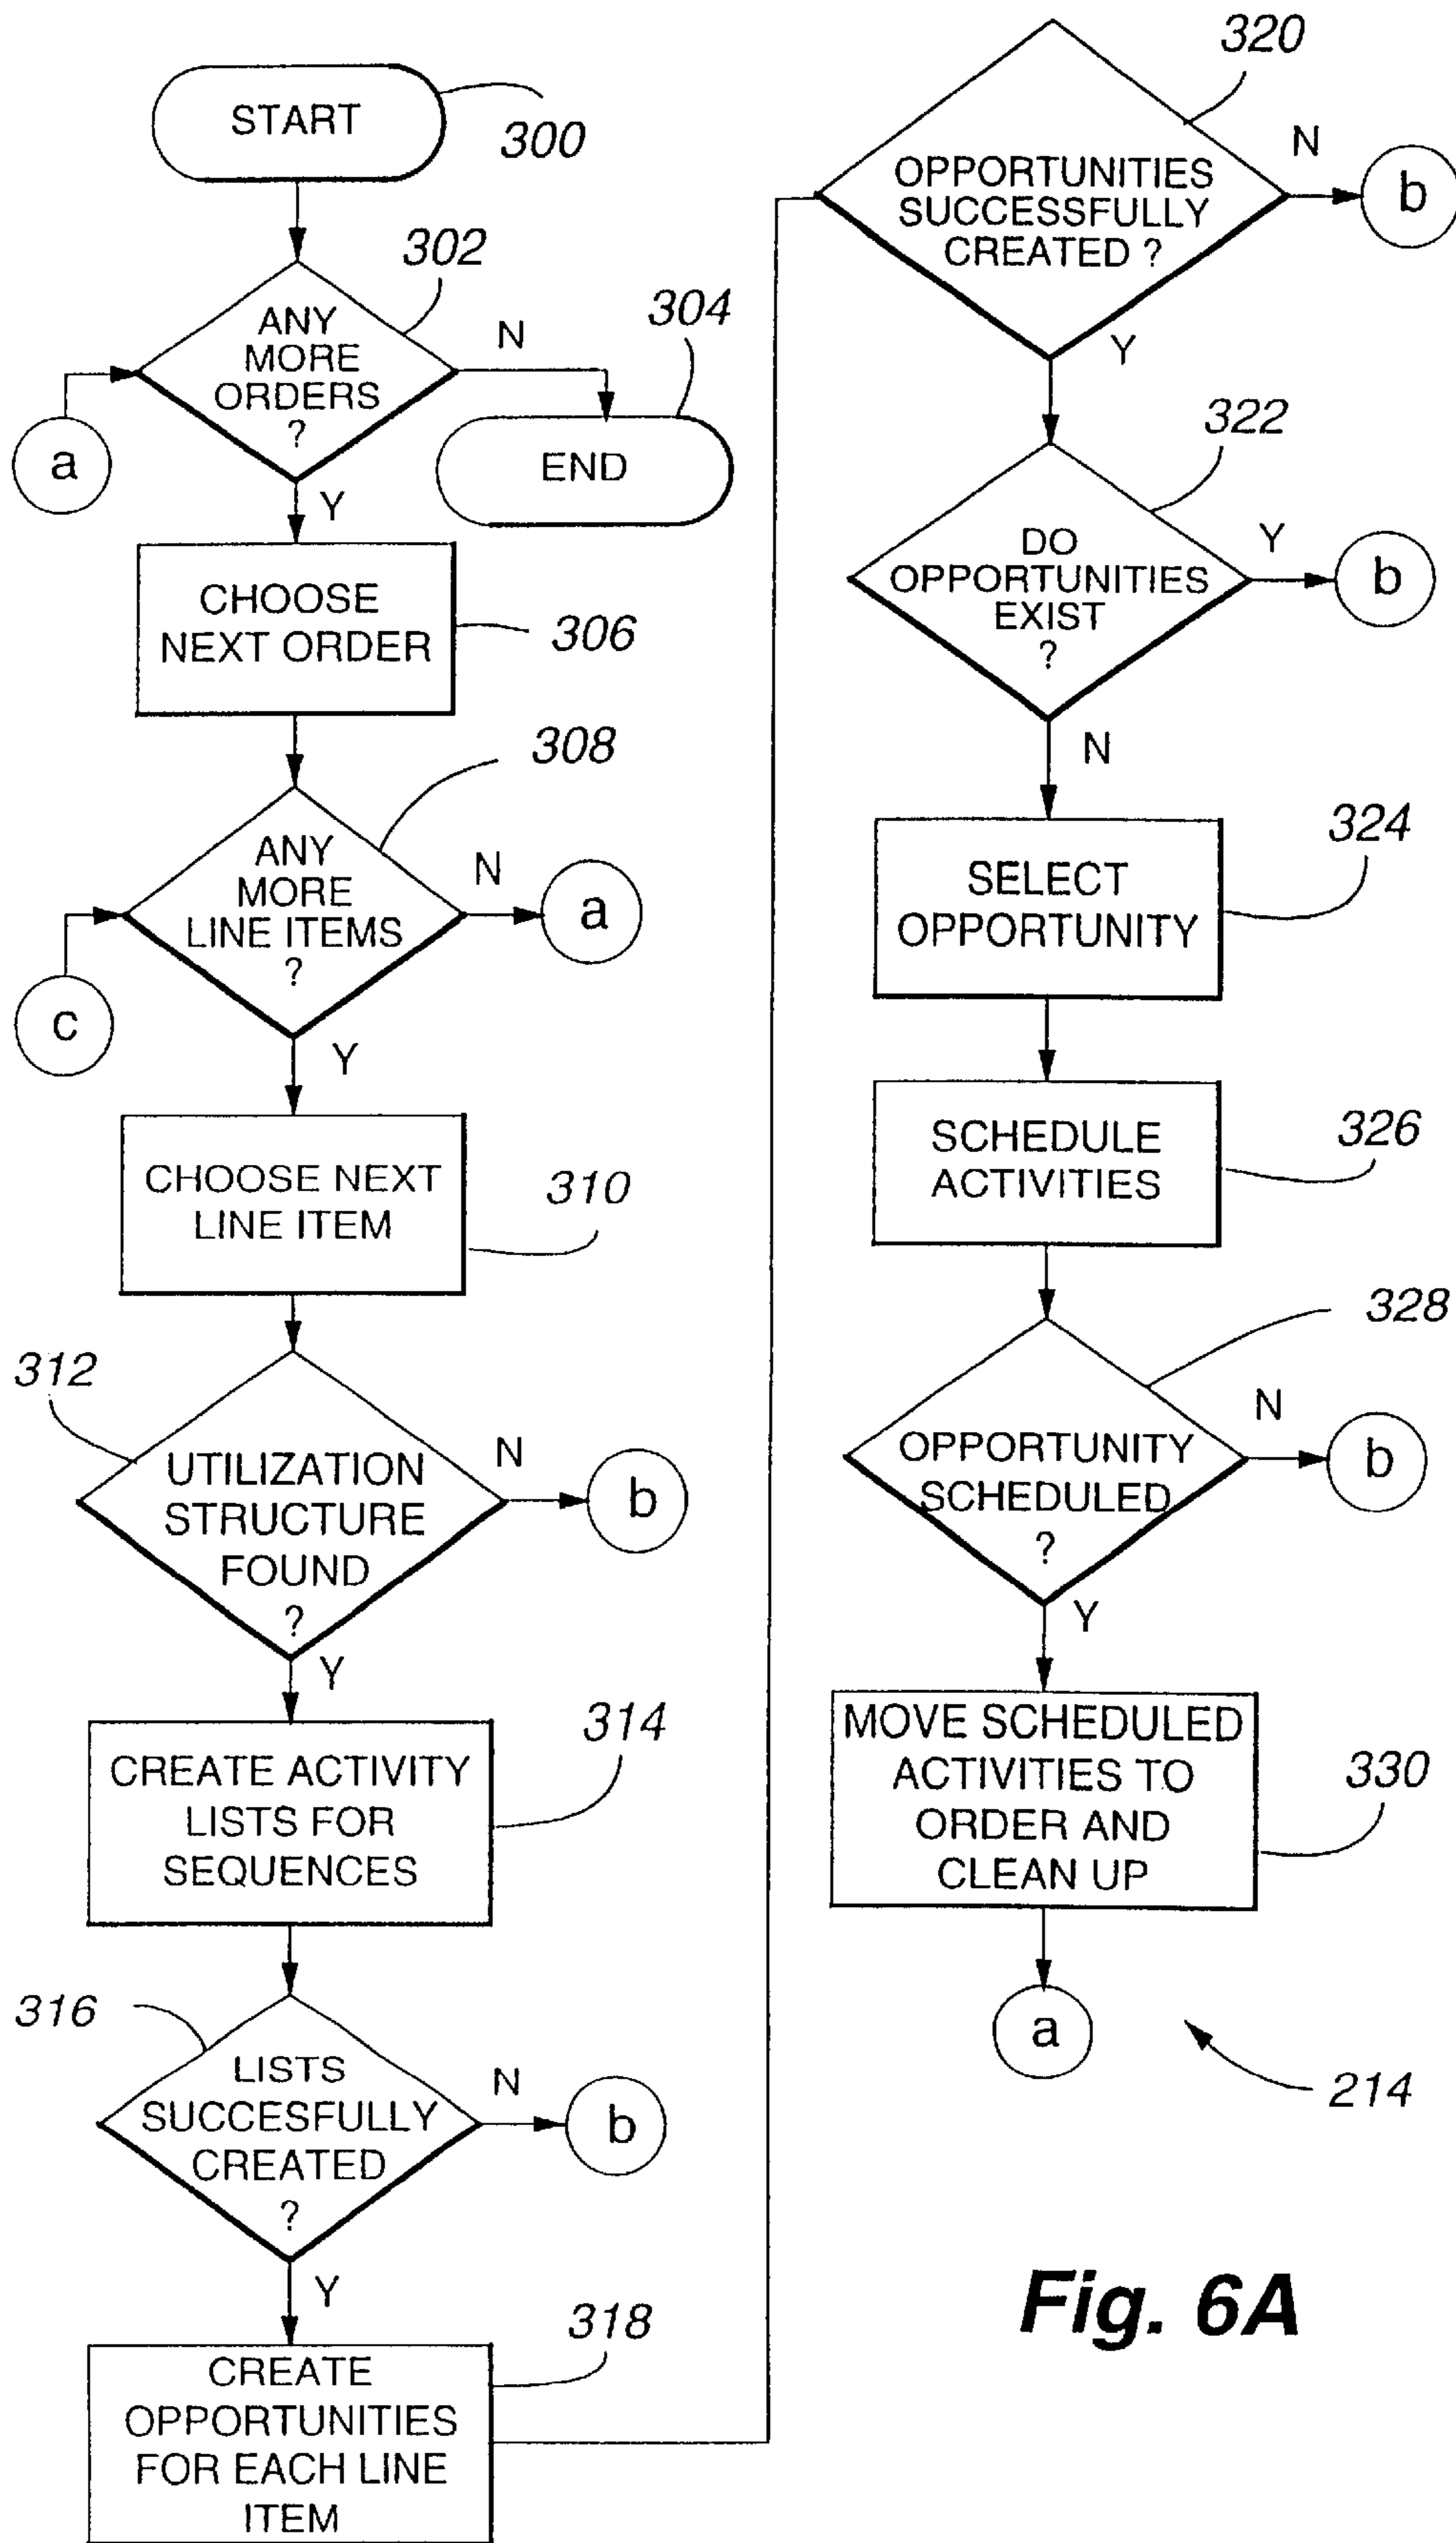 START
300
302
ANY
MORE
ORDERS
?
N
304
END
a
Y
CHOOSE
NEXT ORDER
306
308
ANY
MORE
LINE ITEMS
?
N
a
c
Y
CHOOSE NEXT
LINE ITEM
310
312
UTILIZATION
STRUCTURE
FOUND
?
N
b
Y
CREATE ACTIVITY
LISTS FOR
SEQUENCES
314
316
LISTS
SUCCESFULLY
CREATED
?
N
b
Y
CREATE
OPPORTUNITIES
FOR EACH LINE
ITEM
318
320
OPPORTUNITIES
SUCCESSFULLY
CREATED ?
N
b
Y
322
DO
OPPORTUNITIES
EXIST
?
Y
b
N
SELECT
OPPORTUNITY
324
SCHEDULE
ACTIVITIES
326
328
OPPORTUNITY
SCHEDULED
?
N
b
Y
MOVE SCHEDULED
ACTIVITIES TO
ORDER AND
CLEAN UP
330
a
214
Fig. 6A